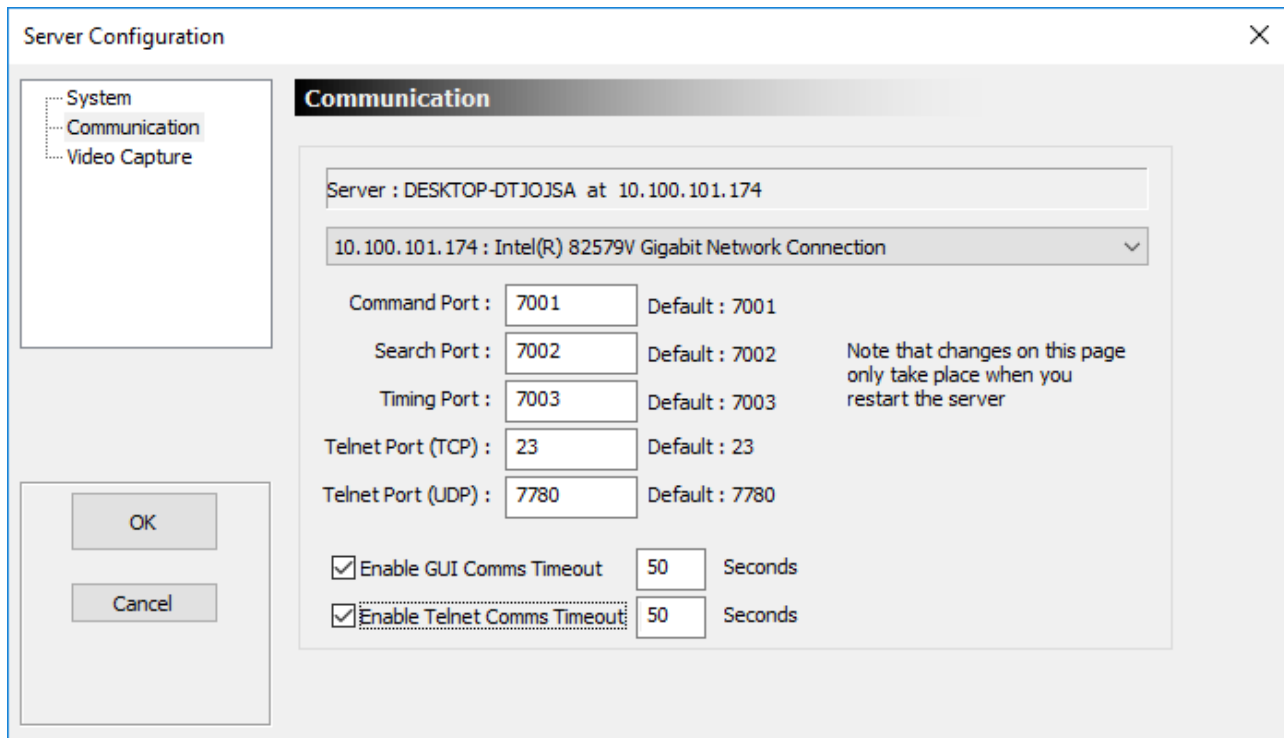 Server Configuration
System
Communication
Video Capture
Communication
Server : DESKTOP-DTJOJSA at 10.100.101.174
10.100.101.174 : Intel(R) 82579V Gigabit Network Connection
Command Port : 7001 Default : 7001
Search Port : 7002 Default : 7002
Timing Port : 7003 Default : 7003
Telnet Port (TCP) : 23 Default : 23
Telnet Port (UDP) : 7780 Default : 7780
Note that changes on this page
only take place when you
restart the server
Enable GUI Comms Timeout 50 Seconds
Enable Telnet Comms Timeout 50 Seconds
OK
Cancel